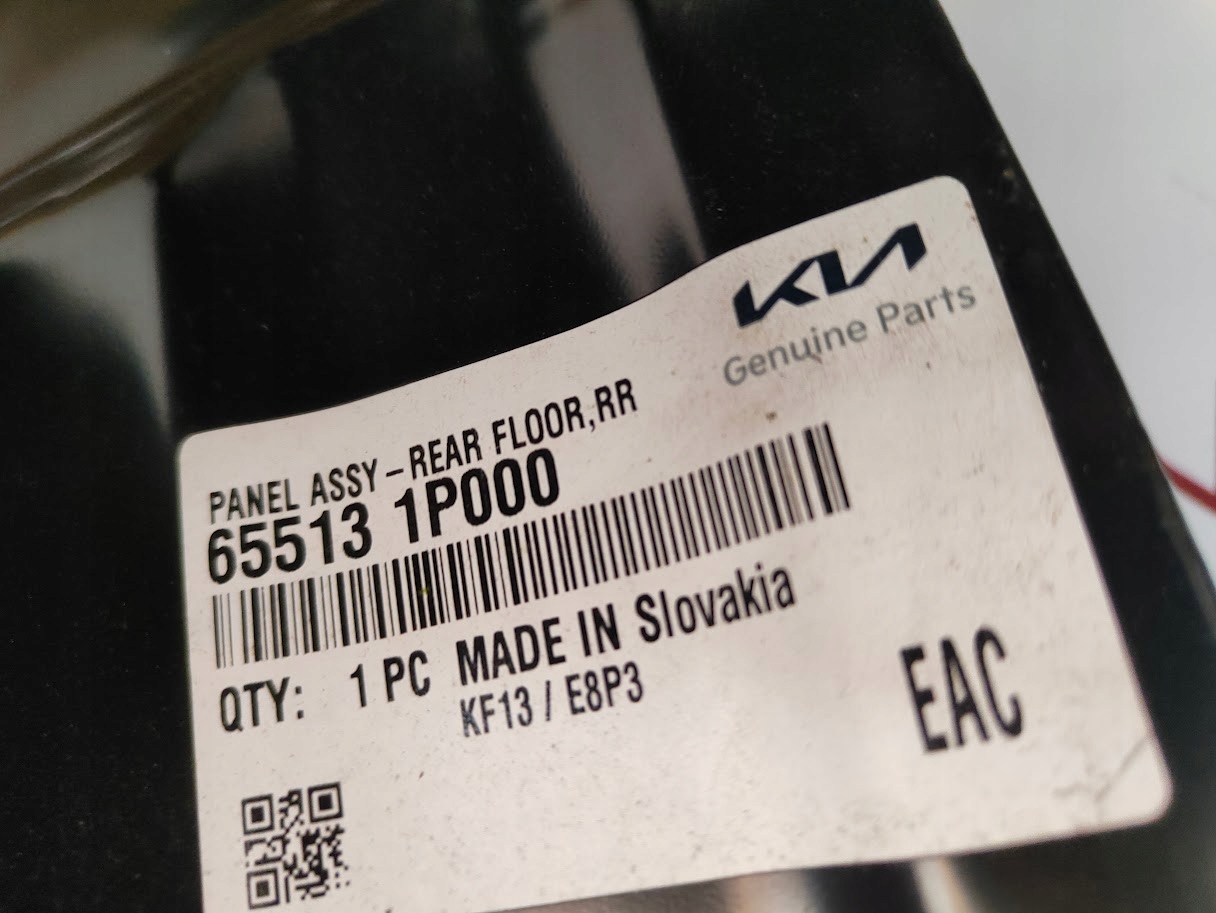 KIA
Genuine Parts
PANEL ASSY-REAR FLOOR,RR
65513 1P000
QTY: 1 PC MADE IN Slovakia
KF13 / E8P3
EAC